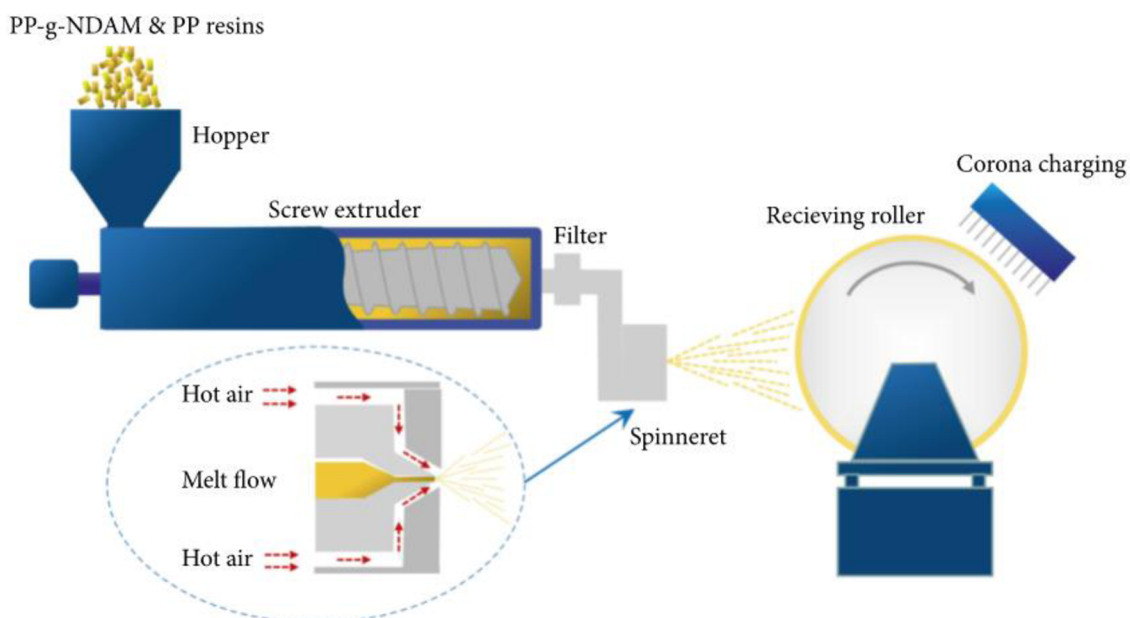 PP-g-NDAM & PP resins
Hopper
Corona charging
Screw extruder
Recieving roller
Filter
Hot air
Spinneret
Melt flow
Hot air